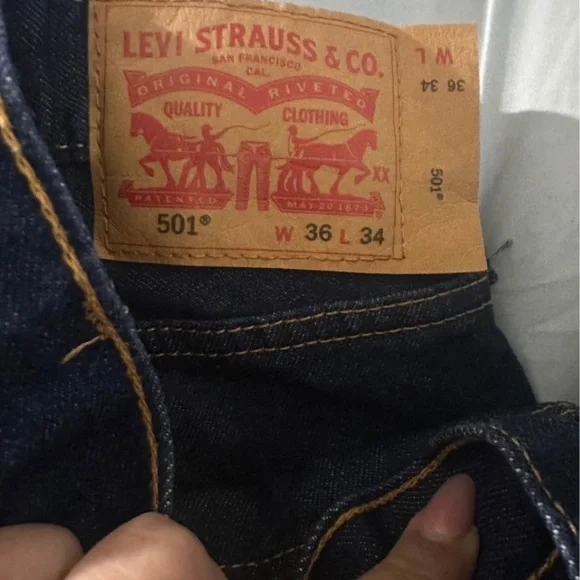 LEVI STRAUSS & CO.
SAN FRANCISCO
CAL.
ORIGINAL RIVETED
QUALITY CLOTHING
XX
PATENTED MAY 20 1873
501®
W 36 L 34
W L
36 34
501®